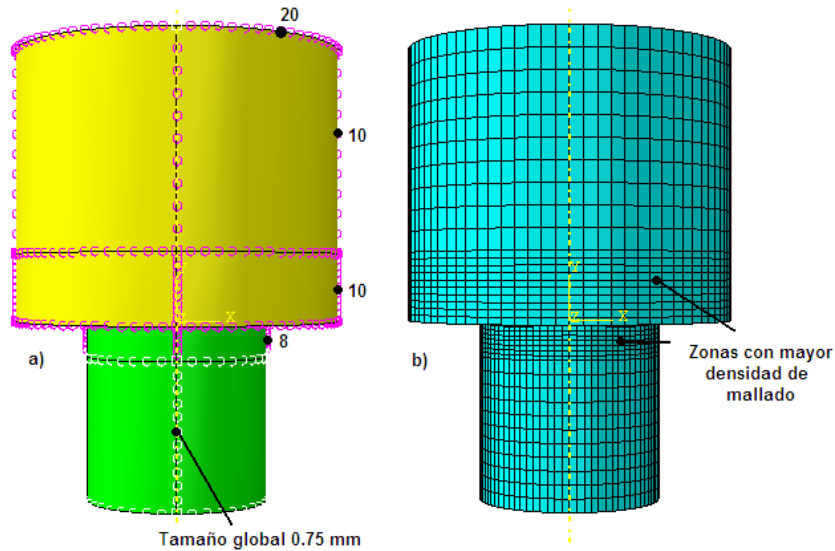 20
10
10
Y
Z
X
8
a)
Tamaño global 0.75 mm
Y
Z
X
b)
Zonas con mayor
densidad de
mallado